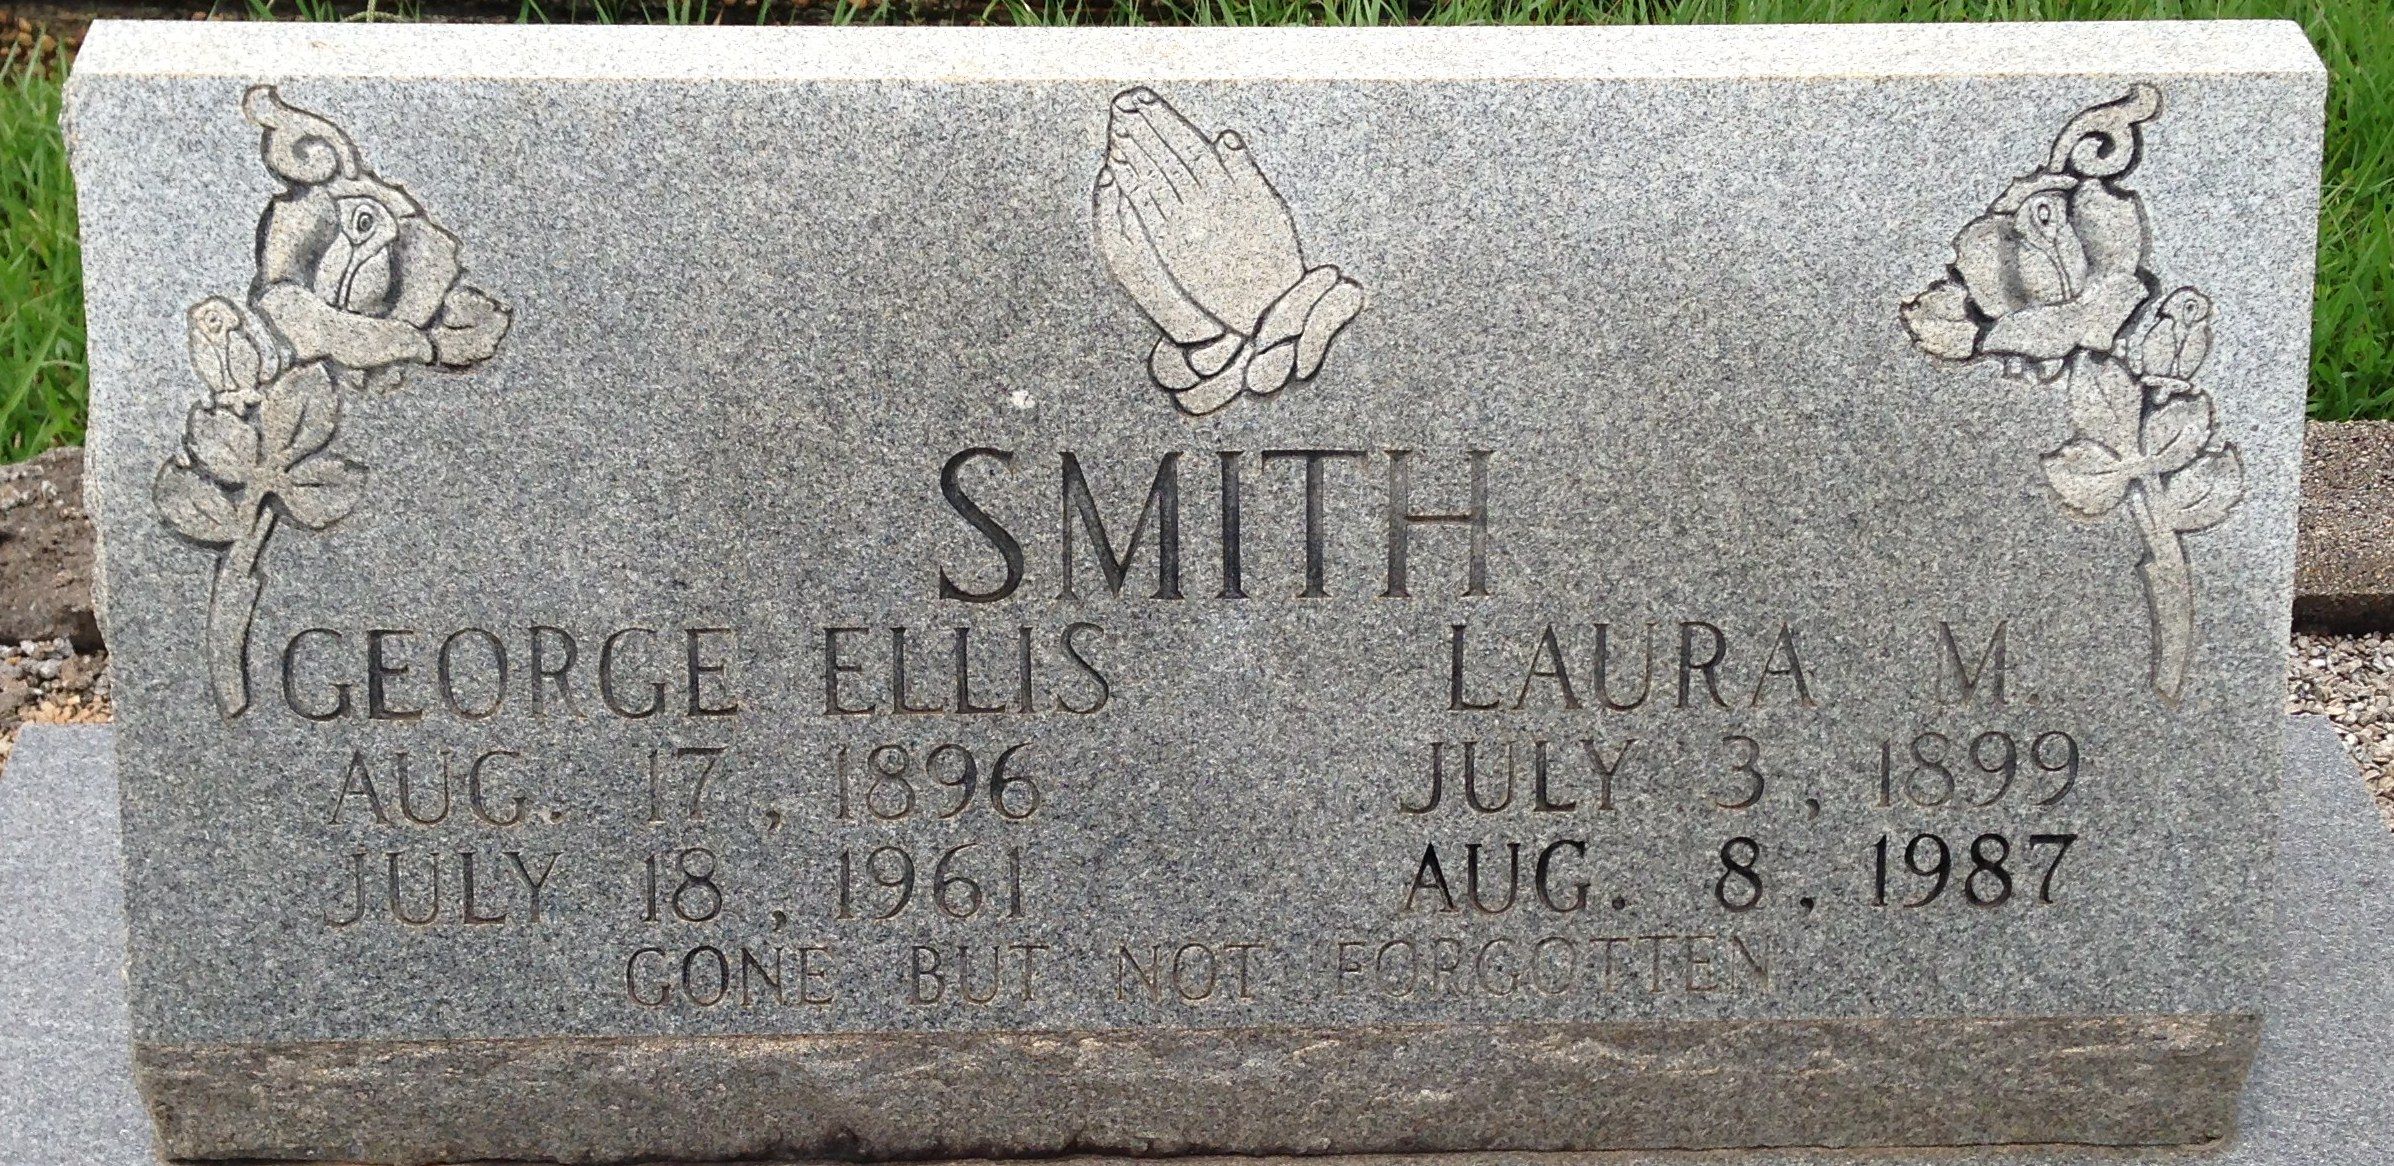 SMITH
GEORGE ELLIS
AUG. 17, 1896
JULY 18, 1961
LAURA M.
JULY 3, 1899
AUG. 8, 1987
GONE BUT NOT FORGOTTEN